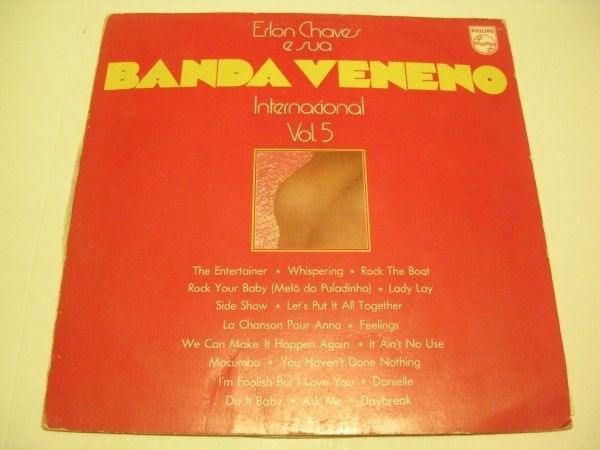 Erlon Chaves
e sua
PHILIPS
BANDA VENENO
Internacional
Vol. 5
The Entertainer • Whispering • Rock The Boat
Rock Your Baby (Melô do Puladinho) • Lady Lay
Side Show • Let's Put It All Together
La Chanson Pour Anna • Feelings
We Can Make It Happen Again • It Ain't No Use
Macumba • You Haven't Done Nothing
I'm Foolish But I Love You • Danielle
Do It Baby • Ask Me • Daybreak